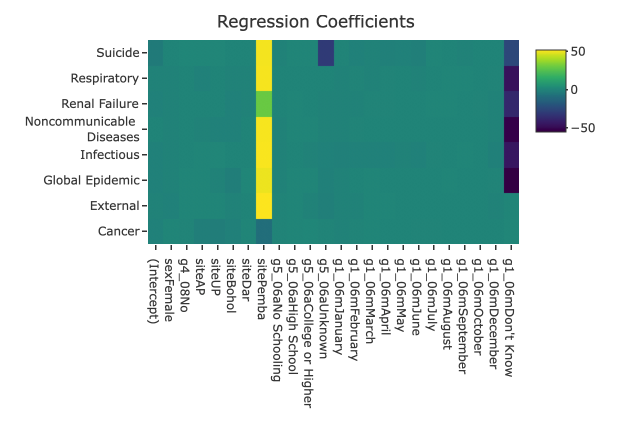 Regression Coefficients
Suicide
Respiratory
Renal Failure
Noncommunicable
Diseases
Infectious
Global Epidemic
External
Cancer
50
0
−50
(Intercept)
sexFemale
g4_08No
siteAP
siteUP
siteBohol
siteDar
sitePemba
g5_06aNo Schooling
g5_06aHigh School
g5_06aCollege or Higher
g5_06aUnknown
g1_06mJanuary
g1_06mFebruary
g1_06mMarch
g1_06mApril
g1_06mMay
g1_06mJune
g1_06mJuly
g1_06mAugust
g1_06mSeptember
g1_06mOctober
g1_06mDecember
g1_06mDon't Know